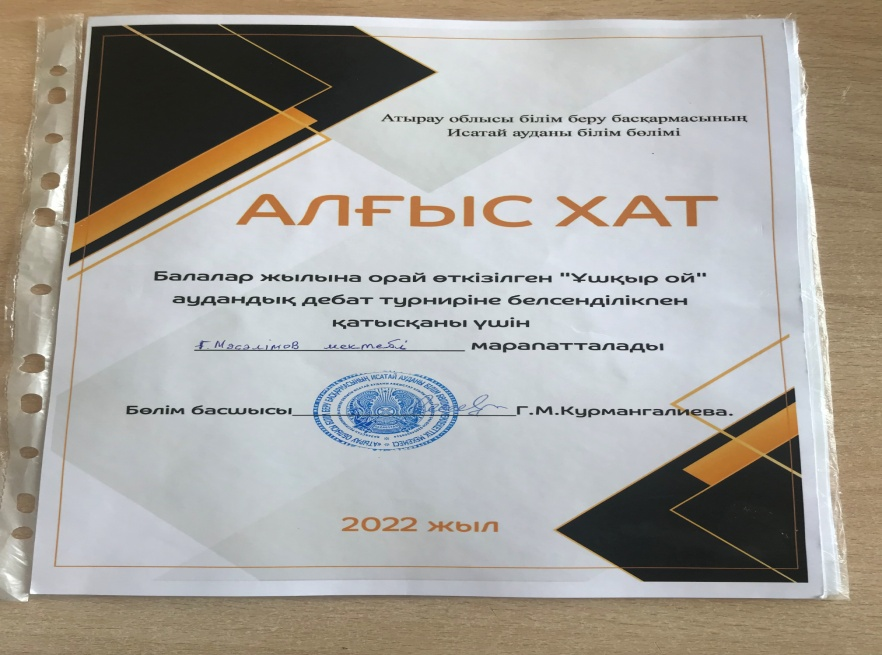 Атырау облысы білім беру басқармасының
Исатай ауданы білім бөлімі
АЛҒЫС ХАТ
Балалар жылына орай өткізілген "Ұшқыр ой"
аудандық дебат турниріне белсенділікпен
қатысқаны үшін
Ғ. Мәсәлімов мектебі марапатталады
Бөлім басшысы Г.М.Курмангалиева.
2022 жыл